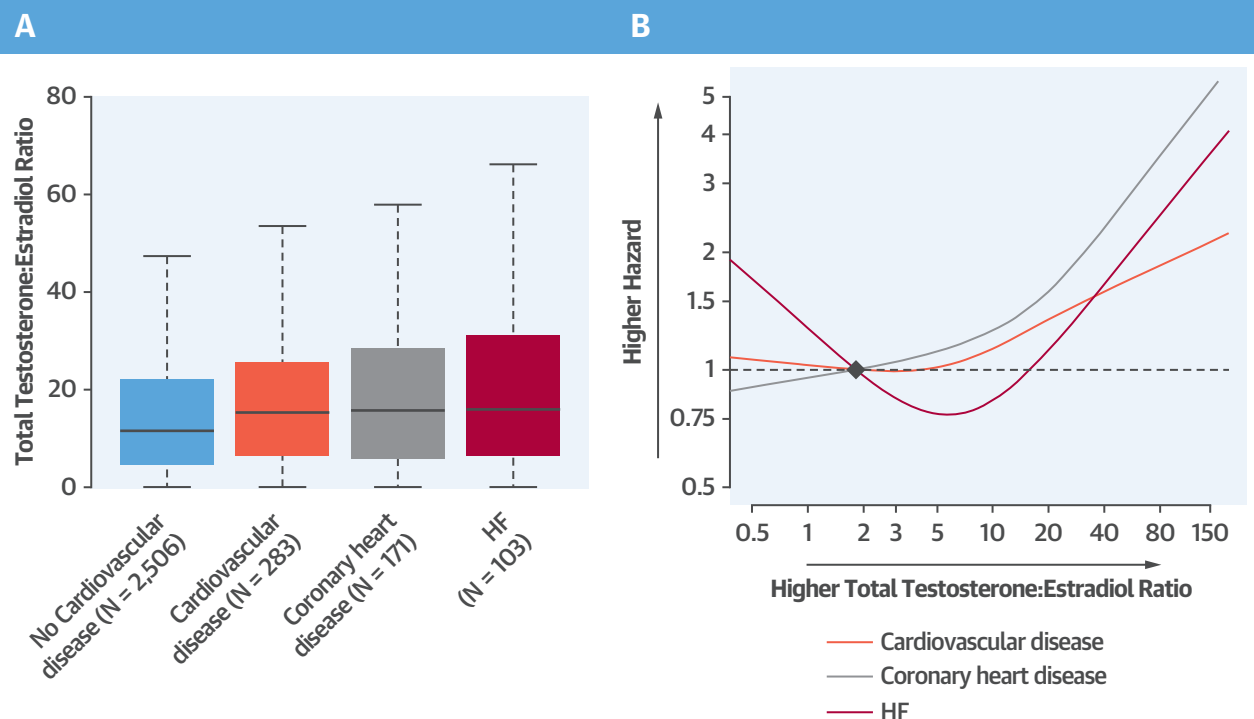 A
B
Total Testosterone:Estradiol Ratio
80
60
40
20
0
No Cardiovascular
disease (N = 2,506)
Cardiovascular
disease (N = 283)
Coronary heart
disease (N = 171)
HF
(N = 103)
Higher Hazard
5
4
3
2
1.5
1
0.75
0.5
0.5 1 2 3 5 10 20 40 80 150
Higher Total Testosterone:Estradiol Ratio
Cardiovascular disease
Coronary heart disease
HF